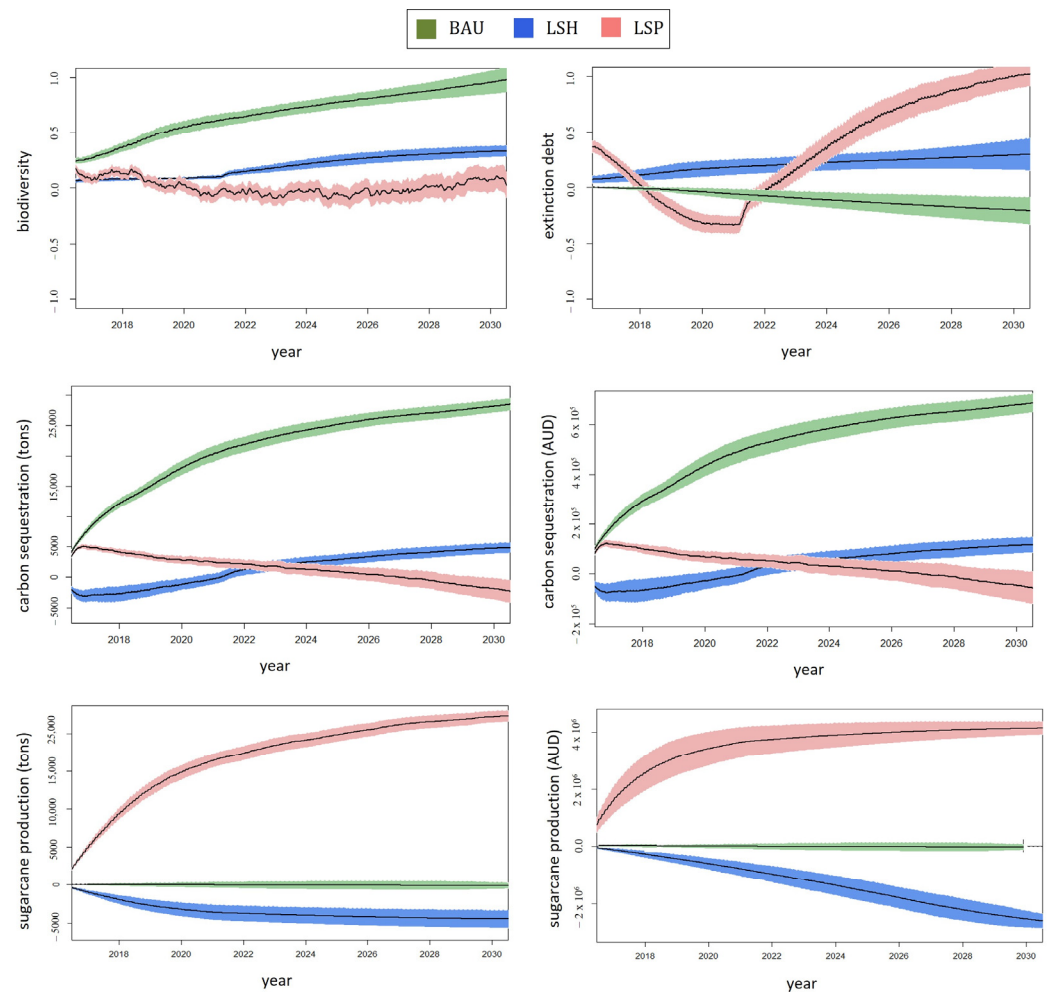 BAU LSH LSP
biodiversity
1.0
0.5
0.0
− 0.5
− 1.0
2018 2020 2022 2024 2026 2028 2030
year
extinction debt
1.0
0.5
0.0
− 0.5
− 1.0
2018 2020 2022 2024 2026 2028 2030
year
carbon sequestration (tons)
25,000
15,000
5000
0
− 5000
2018 2020 2022 2024 2026 2028 2030
year
carbon seqestration (AUD)
6 x 10⁵
4 x 10⁵
2 x 10⁵
0.0
− 2 x 10⁵
2018 2020 2022 2024 2026 2028 2030
year
sugarcane production (tons)
25,000
15,000
10,000
5000
0
− 5000
2018 2020 2022 2024 2026 2028 2030
year
sugarcane production (AUD)
4 x 10⁶
2 x 10⁶
0.0
− 2 x 10⁶
2018 2020 2022 2024 2026 2028 2030
year